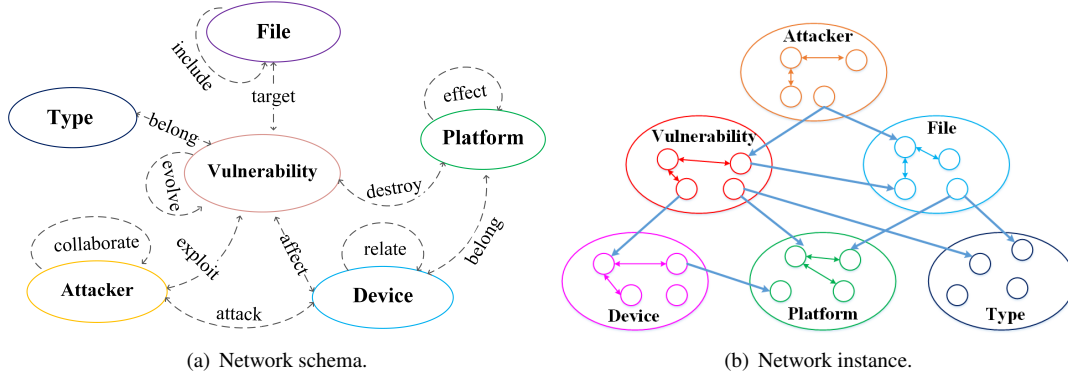 File
include
target
effect
Type
belong
Platform
Vulnerability
evolve
destroy
collaborate
exploit
affect
relate
belong
Attacker
Device
attack
(a) Network schema.
Attacker
Vulnerability
File
Device
Platform
Type
(b) Network instance.